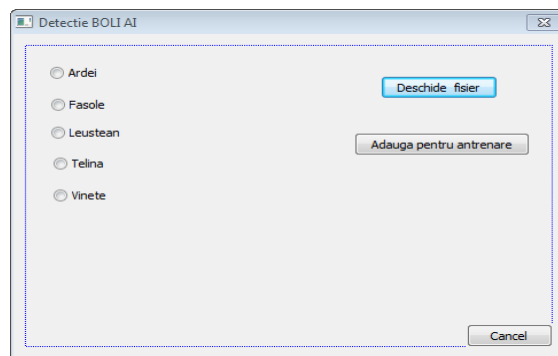 Detectie BOLI AI
Ardei
Deschide fisier
Fasole
Leustean
Adauga pentru antrenare
Telina
Vinete
Cancel